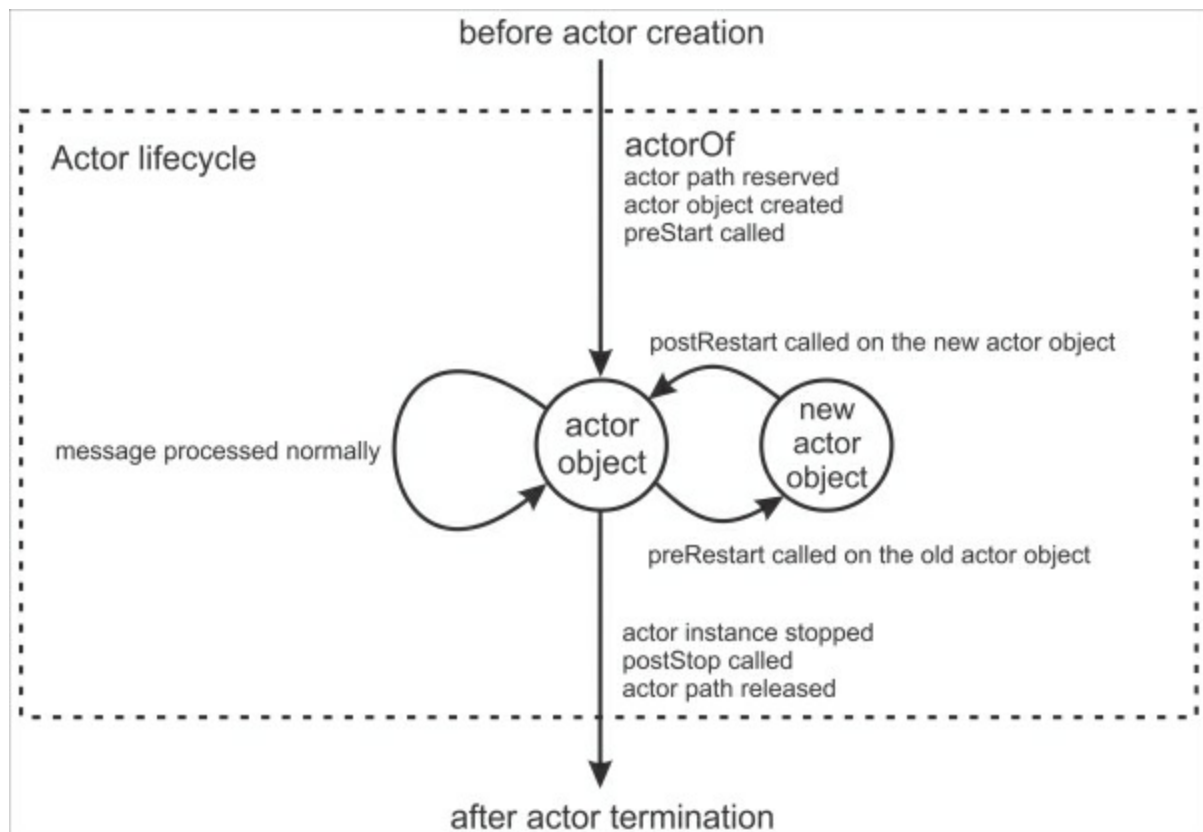 before actor creation
Actor lifecycle
actorOf
actor path reserved
actor object created
preStart called
postRestart called on the new actor object
message processed normally
actor
object
new
actor
object
preRestart called on the old actor object
actor instance stopped
postStop called
actor path released
after actor termination